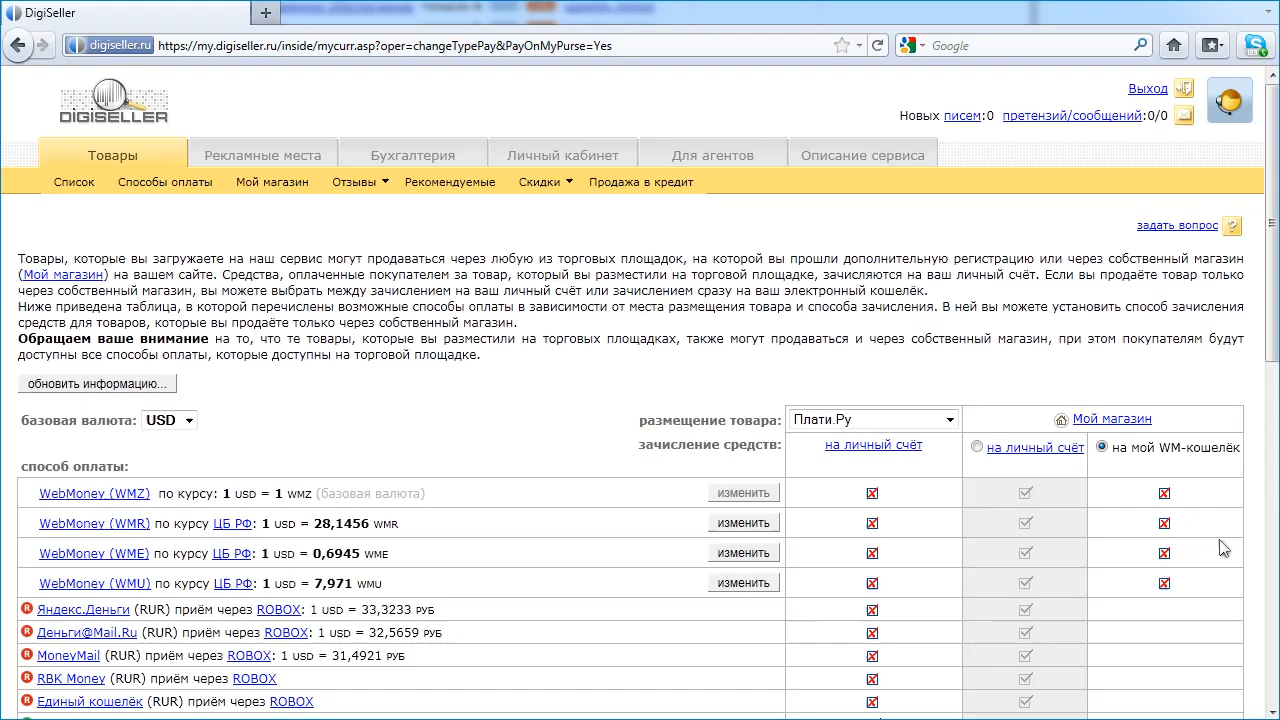 DigiSeller
digiseller.ru https://my.digiseller.ru/inside/mycurr.asp?oper=changeTypePay&PayOnMyPurse=Yes Google
DIGISELLER
Выход
Новых писем:0 претензий/сообщений:0/0
Товары Рекламные места Бухгалтерия Личный кабинет Для агентов Описание сервиса
Список Способы оплаты Мой магазин Отзывы Рекомендуемые Скидки Продажа в кредит
задать вопрос
Товары, которые вы загружаете на наш сервис могут продаваться через любую из торговых площадок, на которой вы прошли дополнительную регистрацию или через собственный магазин
(Мой магазин) на вашем сайте. Средства, оплаченные покупателем за товар, который вы разместили на торговой площадке, зачисляются на ваш личный счёт. Если вы продаёте товар только
через собственный магазин, вы можете выбрать между зачислением на ваш личный счёт или зачислением сразу на ваш электронный кошелёк.
Ниже приведена таблица, в которой перечислены возможные способы оплаты в зависимости от места размещения товара и способа зачисления. В ней вы можете установить способ зачисления
средств для товаров, которые вы продаёте только через собственный магазин.
Обращаем ваше внимание на то, что те товары, которые вы разместили на торговых площадках, также могут продаваться и через собственный магазин, при этом покупателям будут
доступны все способы оплаты, которые доступны на торговой площадке.
обновить информацию...
базовая валюта: USD размещение товара: Плати.Ру Мой магазин
зачисление средств: на личный счёт на личный счёт на мой WM-кошелёк
способ оплаты:
WebMoney (WMZ) по курсу: 1 USD = 1 WMZ (базовая валюта) изменить
WebMoney (WMR) по курсу ЦБ РФ: 1 USD = 28,1456 WMR изменить
WebMoney (WME) по курсу ЦБ РФ: 1 USD = 0,6945 WME изменить
WebMoney (WMU) по курсу ЦБ РФ: 1 USD = 7,971 WMU изменить
R Яндекс.Деньги (RUR) приём через ROBOX: 1 USD = 33,3233 РУБ
R Деньги@Mail.Ru (RUR) приём через ROBOX: 1 USD = 32,5659 РУБ
R MoneyMail (RUR) приём через ROBOX: 1 USD = 31,4921 РУБ
R RBK Money (RUR) приём через ROBOX
R Единый кошелёк (RUR) приём через ROBOX